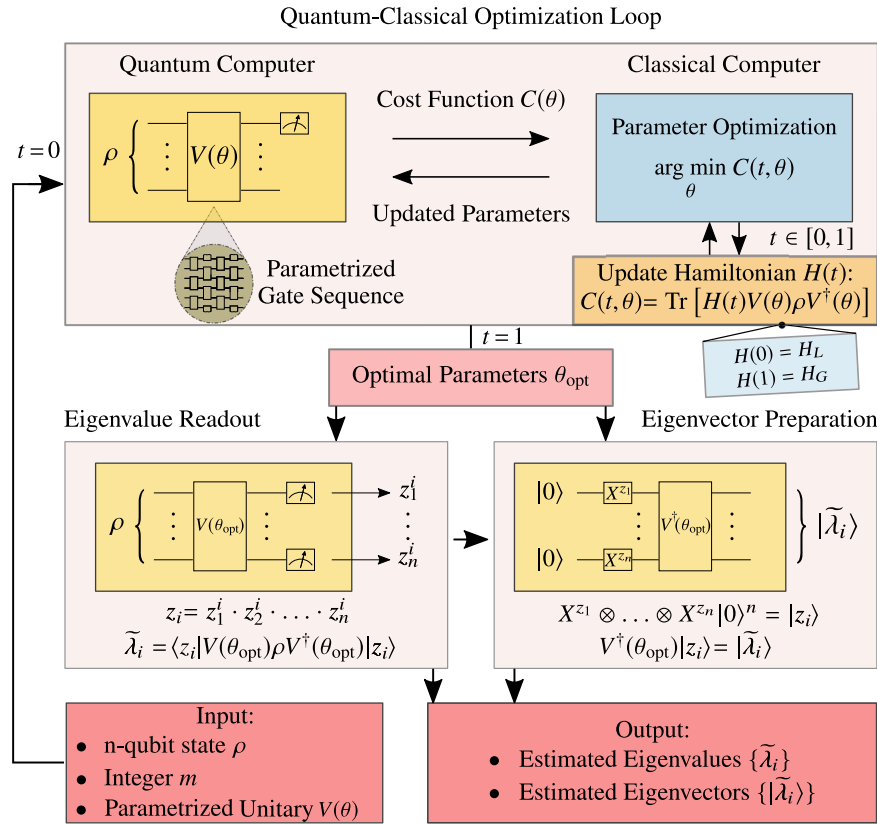 Quantum-Classical Optimization Loop
Quantum Computer
Classical Computer
t = 0
ρ { V(θ)
Cost Function C(θ)
Updated Parameters
Parameter Optimization
arg min C(t, θ)
θ
Parametrized
Gate Sequence
t ∈ [0, 1]
Update Hamiltonian H(t):
C(t, θ)= Tr [H(t)V(θ)ρV†(θ)]
H(0) = H_L
H(1) = H_G
t = 1
Optimal Parameters θ_opt
Eigenvalue Readout
Eigenvector Preparation
ρ { V(θ_opt) z_1^i
⋮
z_n^i
z_i = z_1^i · z_2^i · . . . · z_n^i
λ̃_i = ⟨z_i|V(θ_opt)ρV†(θ_opt)|z_i⟩
|0⟩ X^{z_1}
V†(θ_opt) } |λ̃_i⟩
|0⟩ X^{z_n}
X^{z_1} ⊗ . . . ⊗ X^{z_n}|0⟩^n = |z_i⟩
V†(θ_opt)|z_i⟩= |λ̃_i⟩
Input:
• n-qubit state ρ
• Integer m
• Parametrized Unitary V(θ)
Output:
• Estimated Eigenvalues {λ̃_i}
• Estimated Eigenvectors {|λ̃_i⟩}